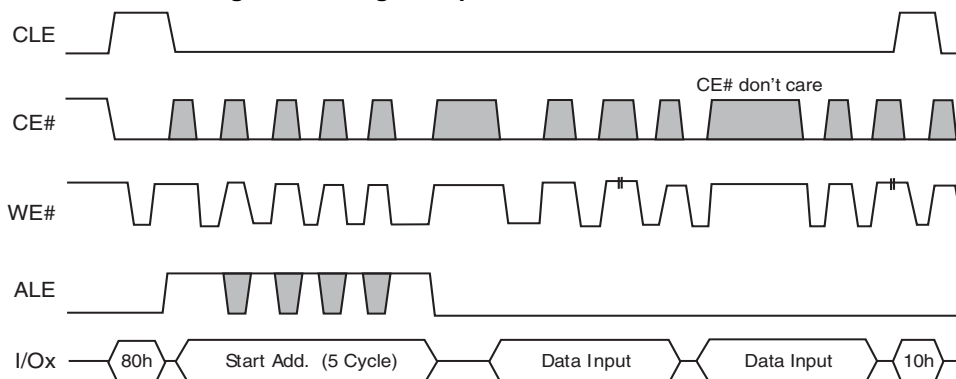 CLE
CE# don't care
CE#
WE#
ALE
I/Ox 80h Start Add. (5 Cycle) Data Input Data Input 10h